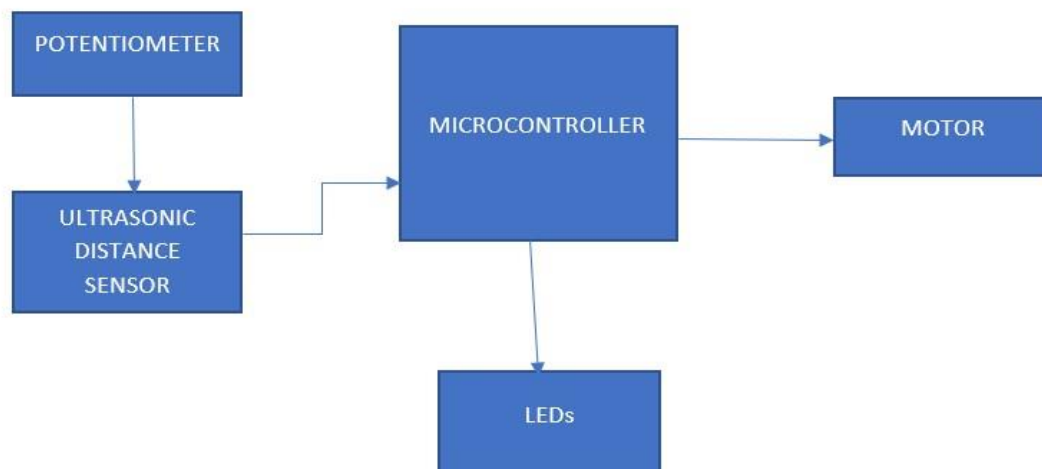 POTENTIOMETER
MICROCONTROLLER
MOTOR
ULTRASONIC
DISTANCE
SENSOR
LEDs